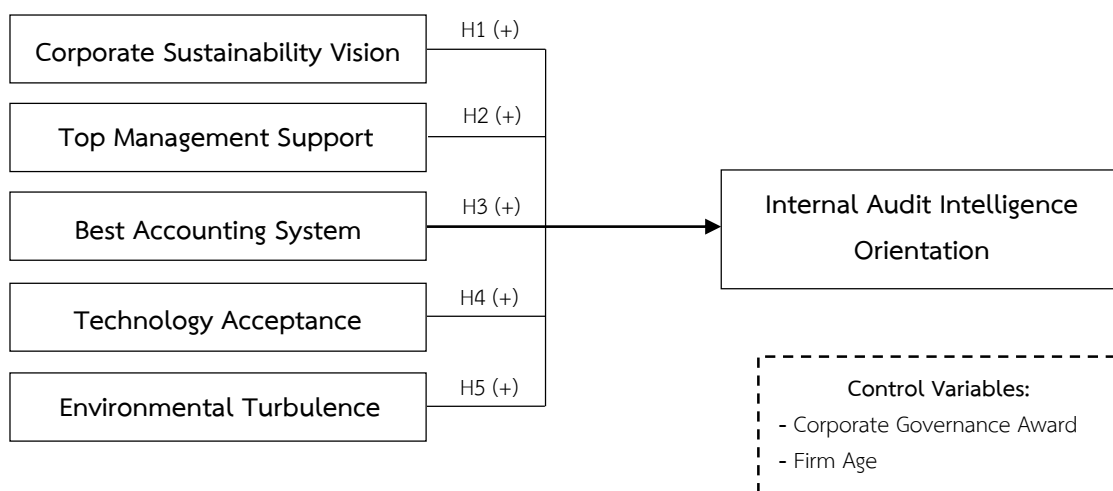 Corporate Sustainability Vision
H1 (+)
Top Management Support
H2 (+)
Best Accounting System
H3 (+)
Technology Acceptance
H4 (+)
Environmental Turbulence
H5 (+)
Internal Audit Intelligence
Orientation
Control Variables:
- Corporate Governance Award
- Firm Age